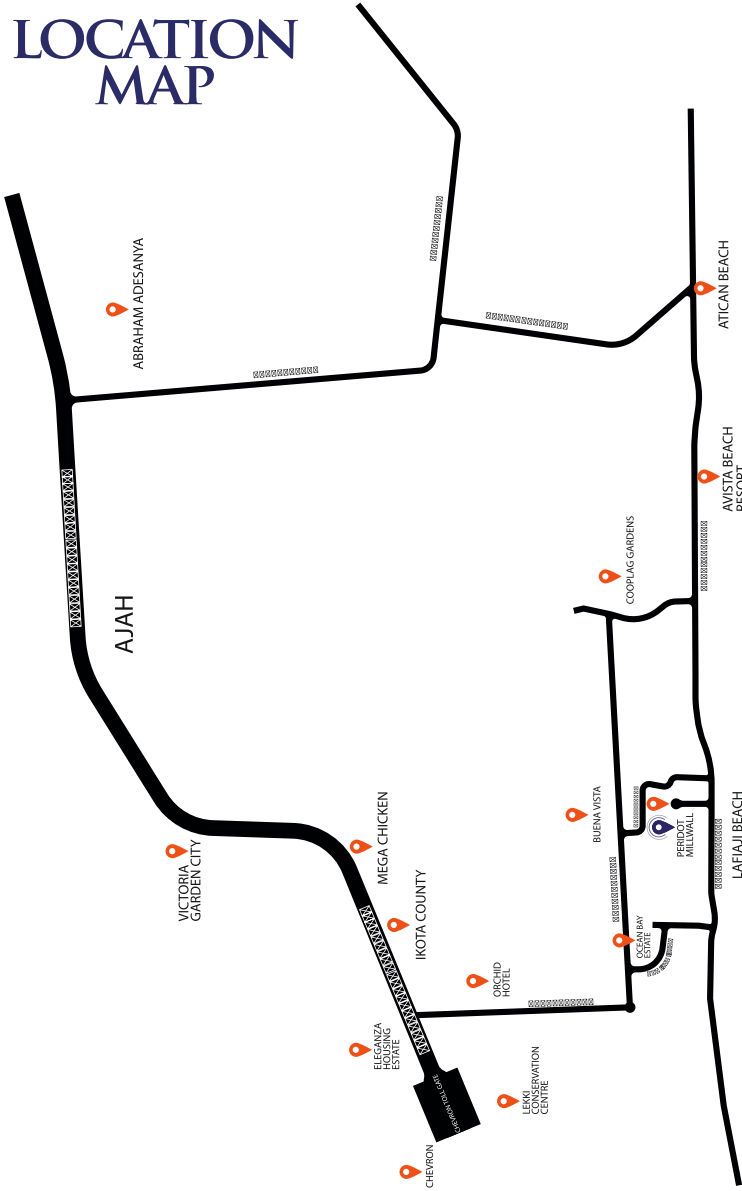 LOCATION
MAP
ABRAHAM ADESANYA
ATICAN BEACH
AVISTA BEACH
RESORT
COOPLAG GARDENS
AJAH
BUENA VISTA
PERIDOT
MILLWALL
LAFIAJI BEACH
MEGA CHICKEN
VICTORIA
GARDEN CITY
IKOTA COUNTY
OCEAN BAY
ESTATE
ORCHID
HOTEL
ELEGANZA
HOUSING
ESTATE
LEKKI
CONSERVATION
CENTRE
CHEVRON TOLL GATE
CHEVRON